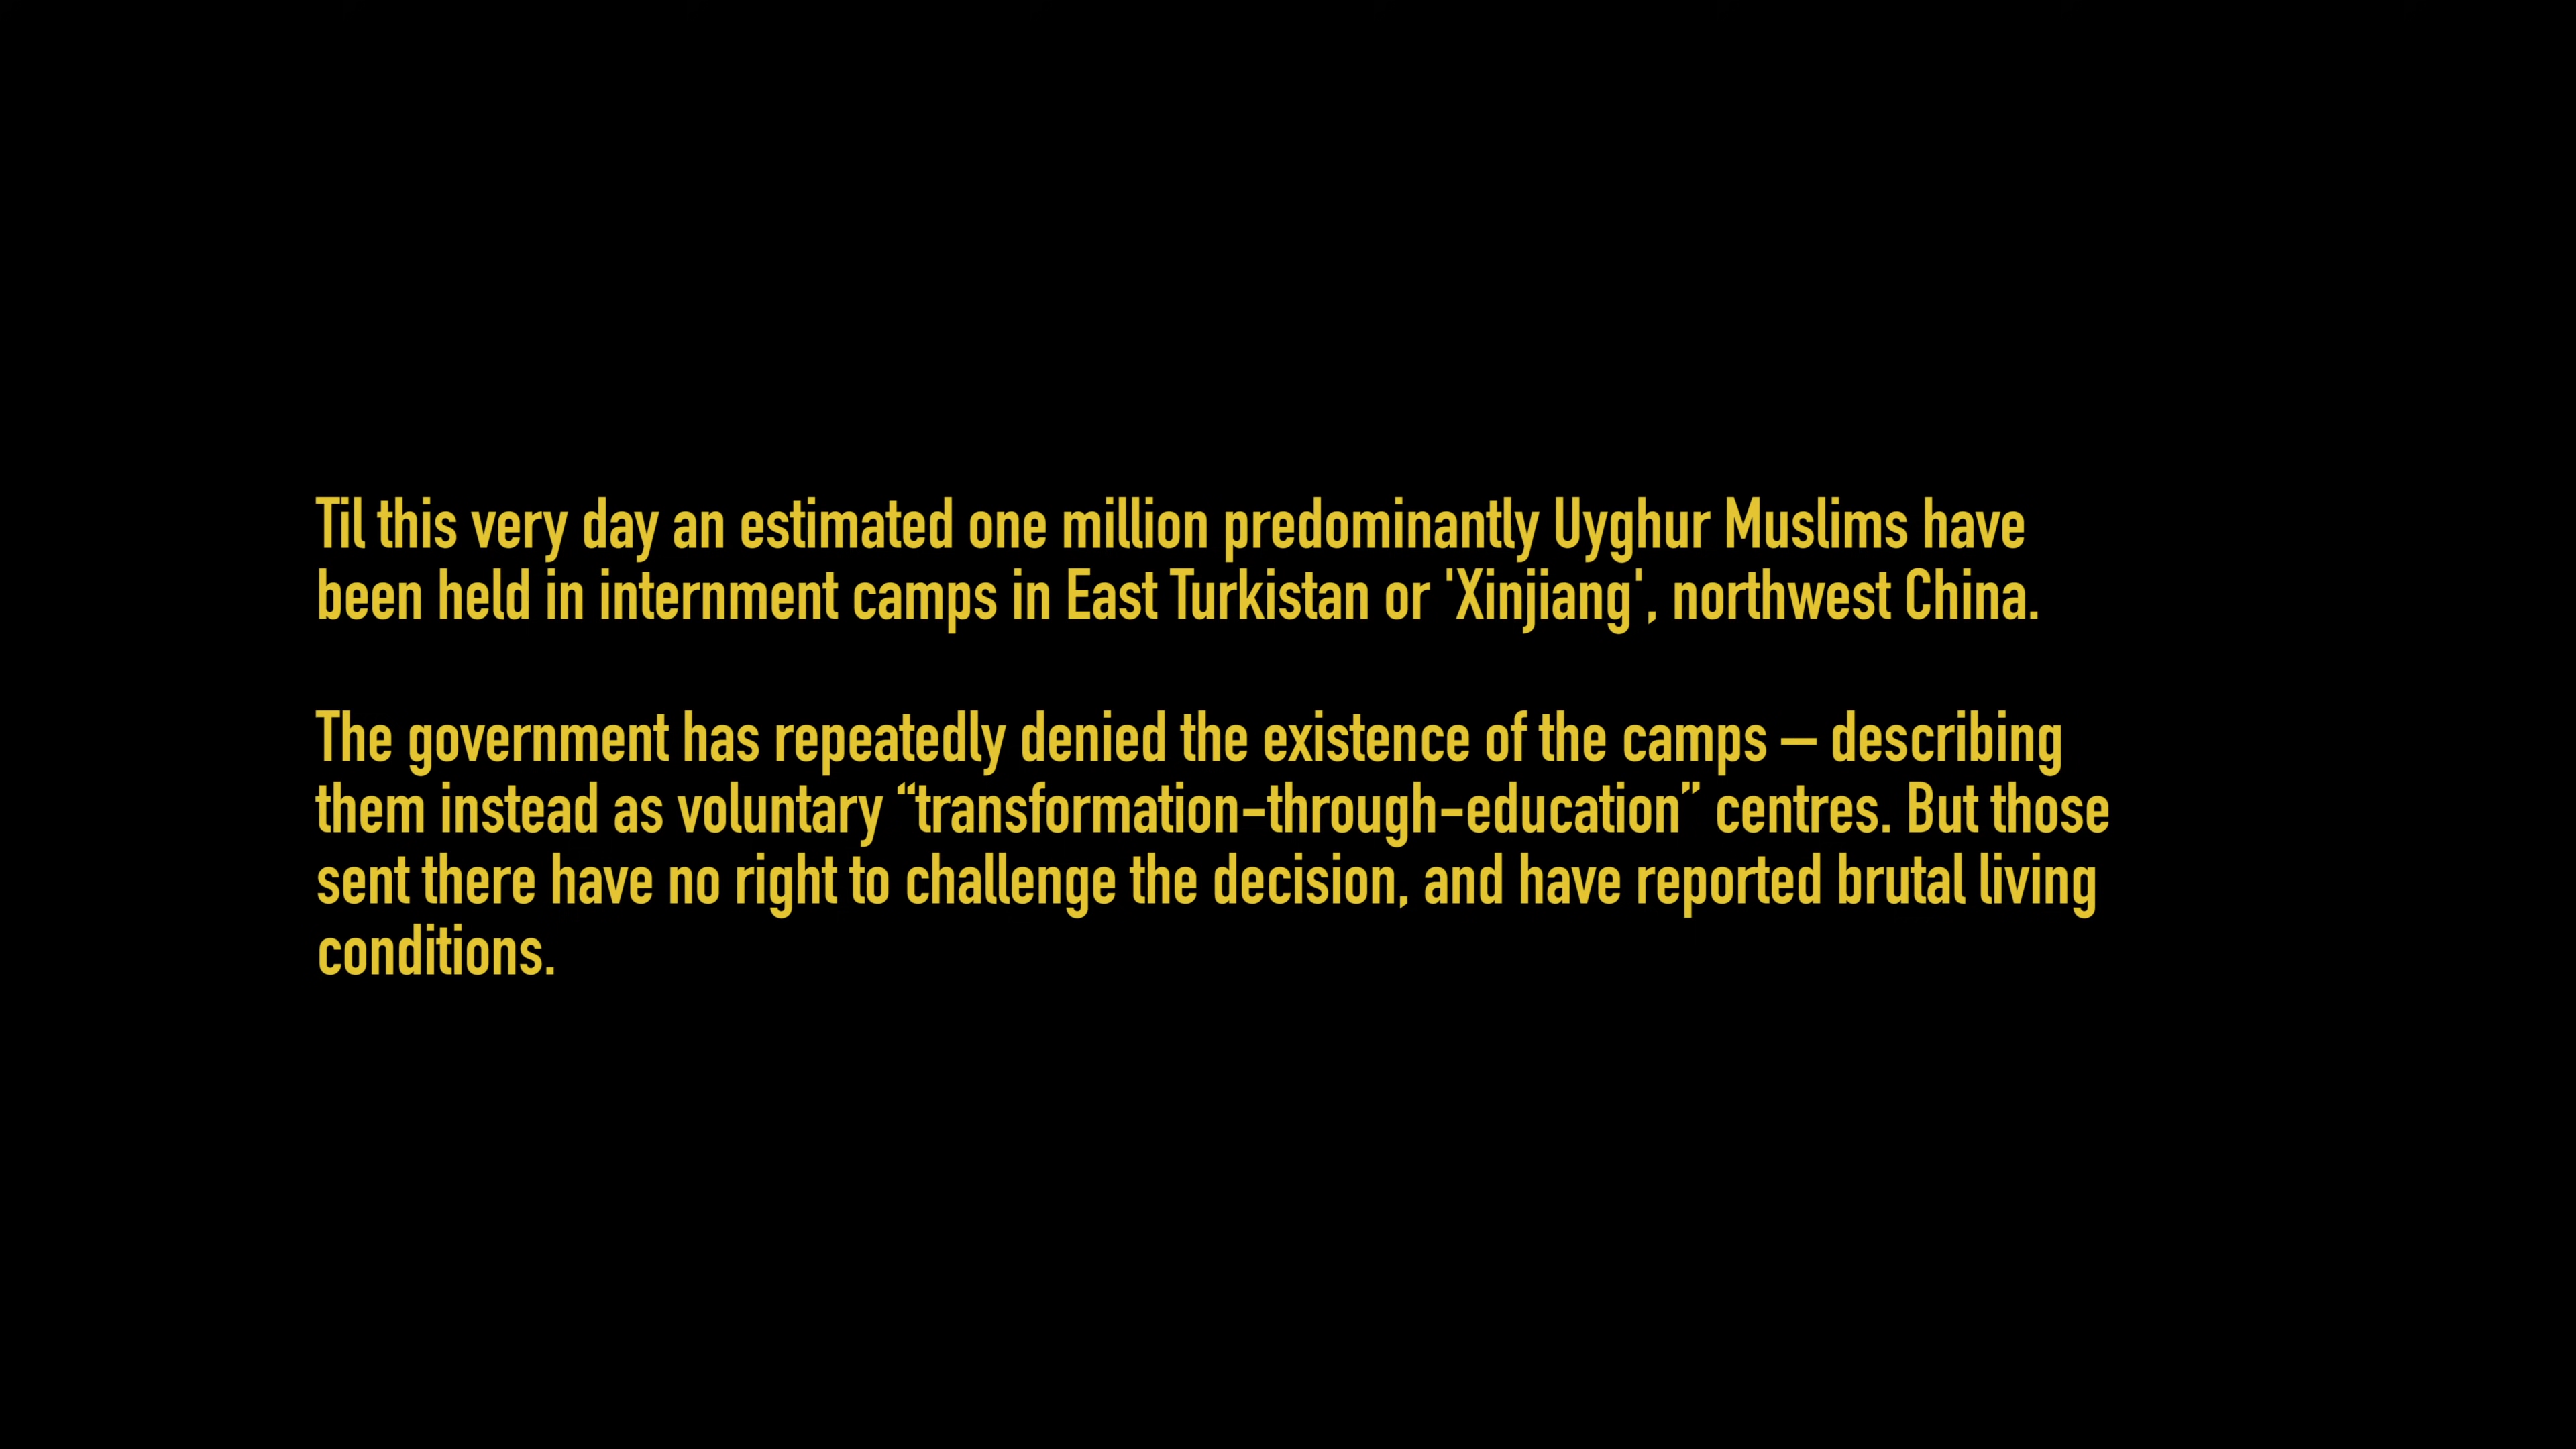 Til this very day an estimated one million predominantly Uyghur Muslims have
been held in internment camps in East Turkistan or 'Xinjiang', northwest China.
The government has repeatedly denied the existence of the camps — describing
them instead as voluntary “transformation-through-education” centres. But those
sent there have no right to challenge the decision, and have reported brutal living
conditions.